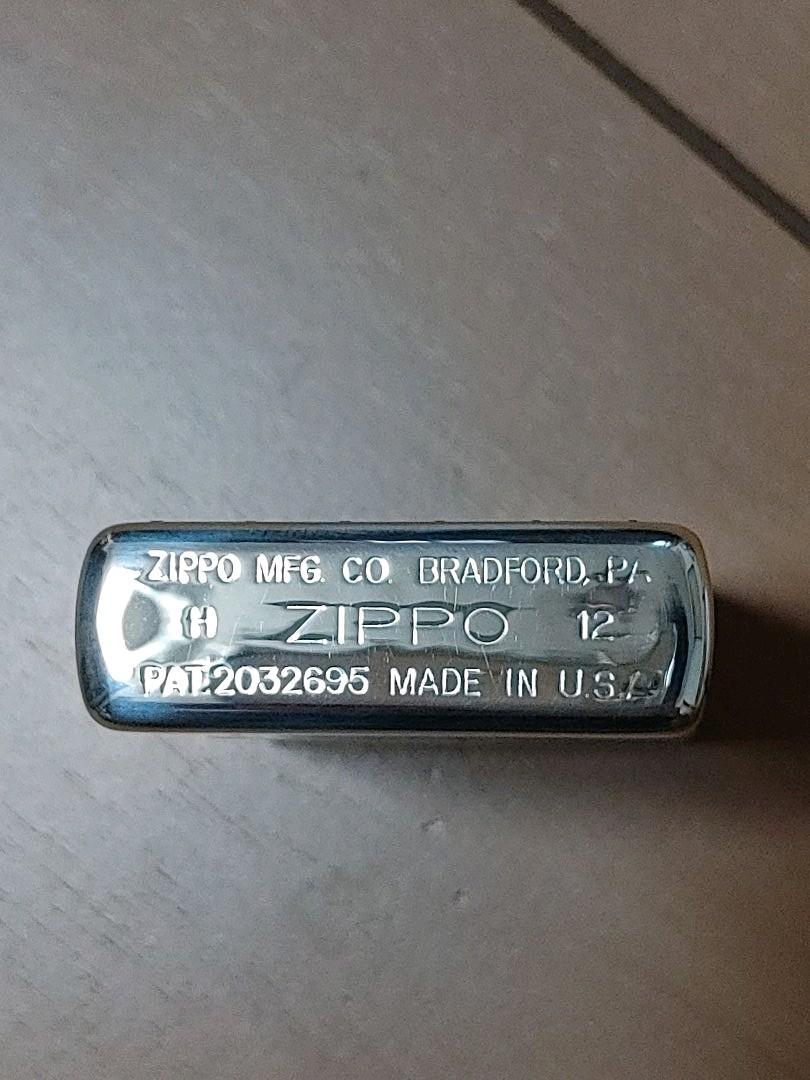 ZIPPO MFG. CO. BRADFORD, PA
H ZIPPO 12
PAT.2032695 MADE IN U.S.A